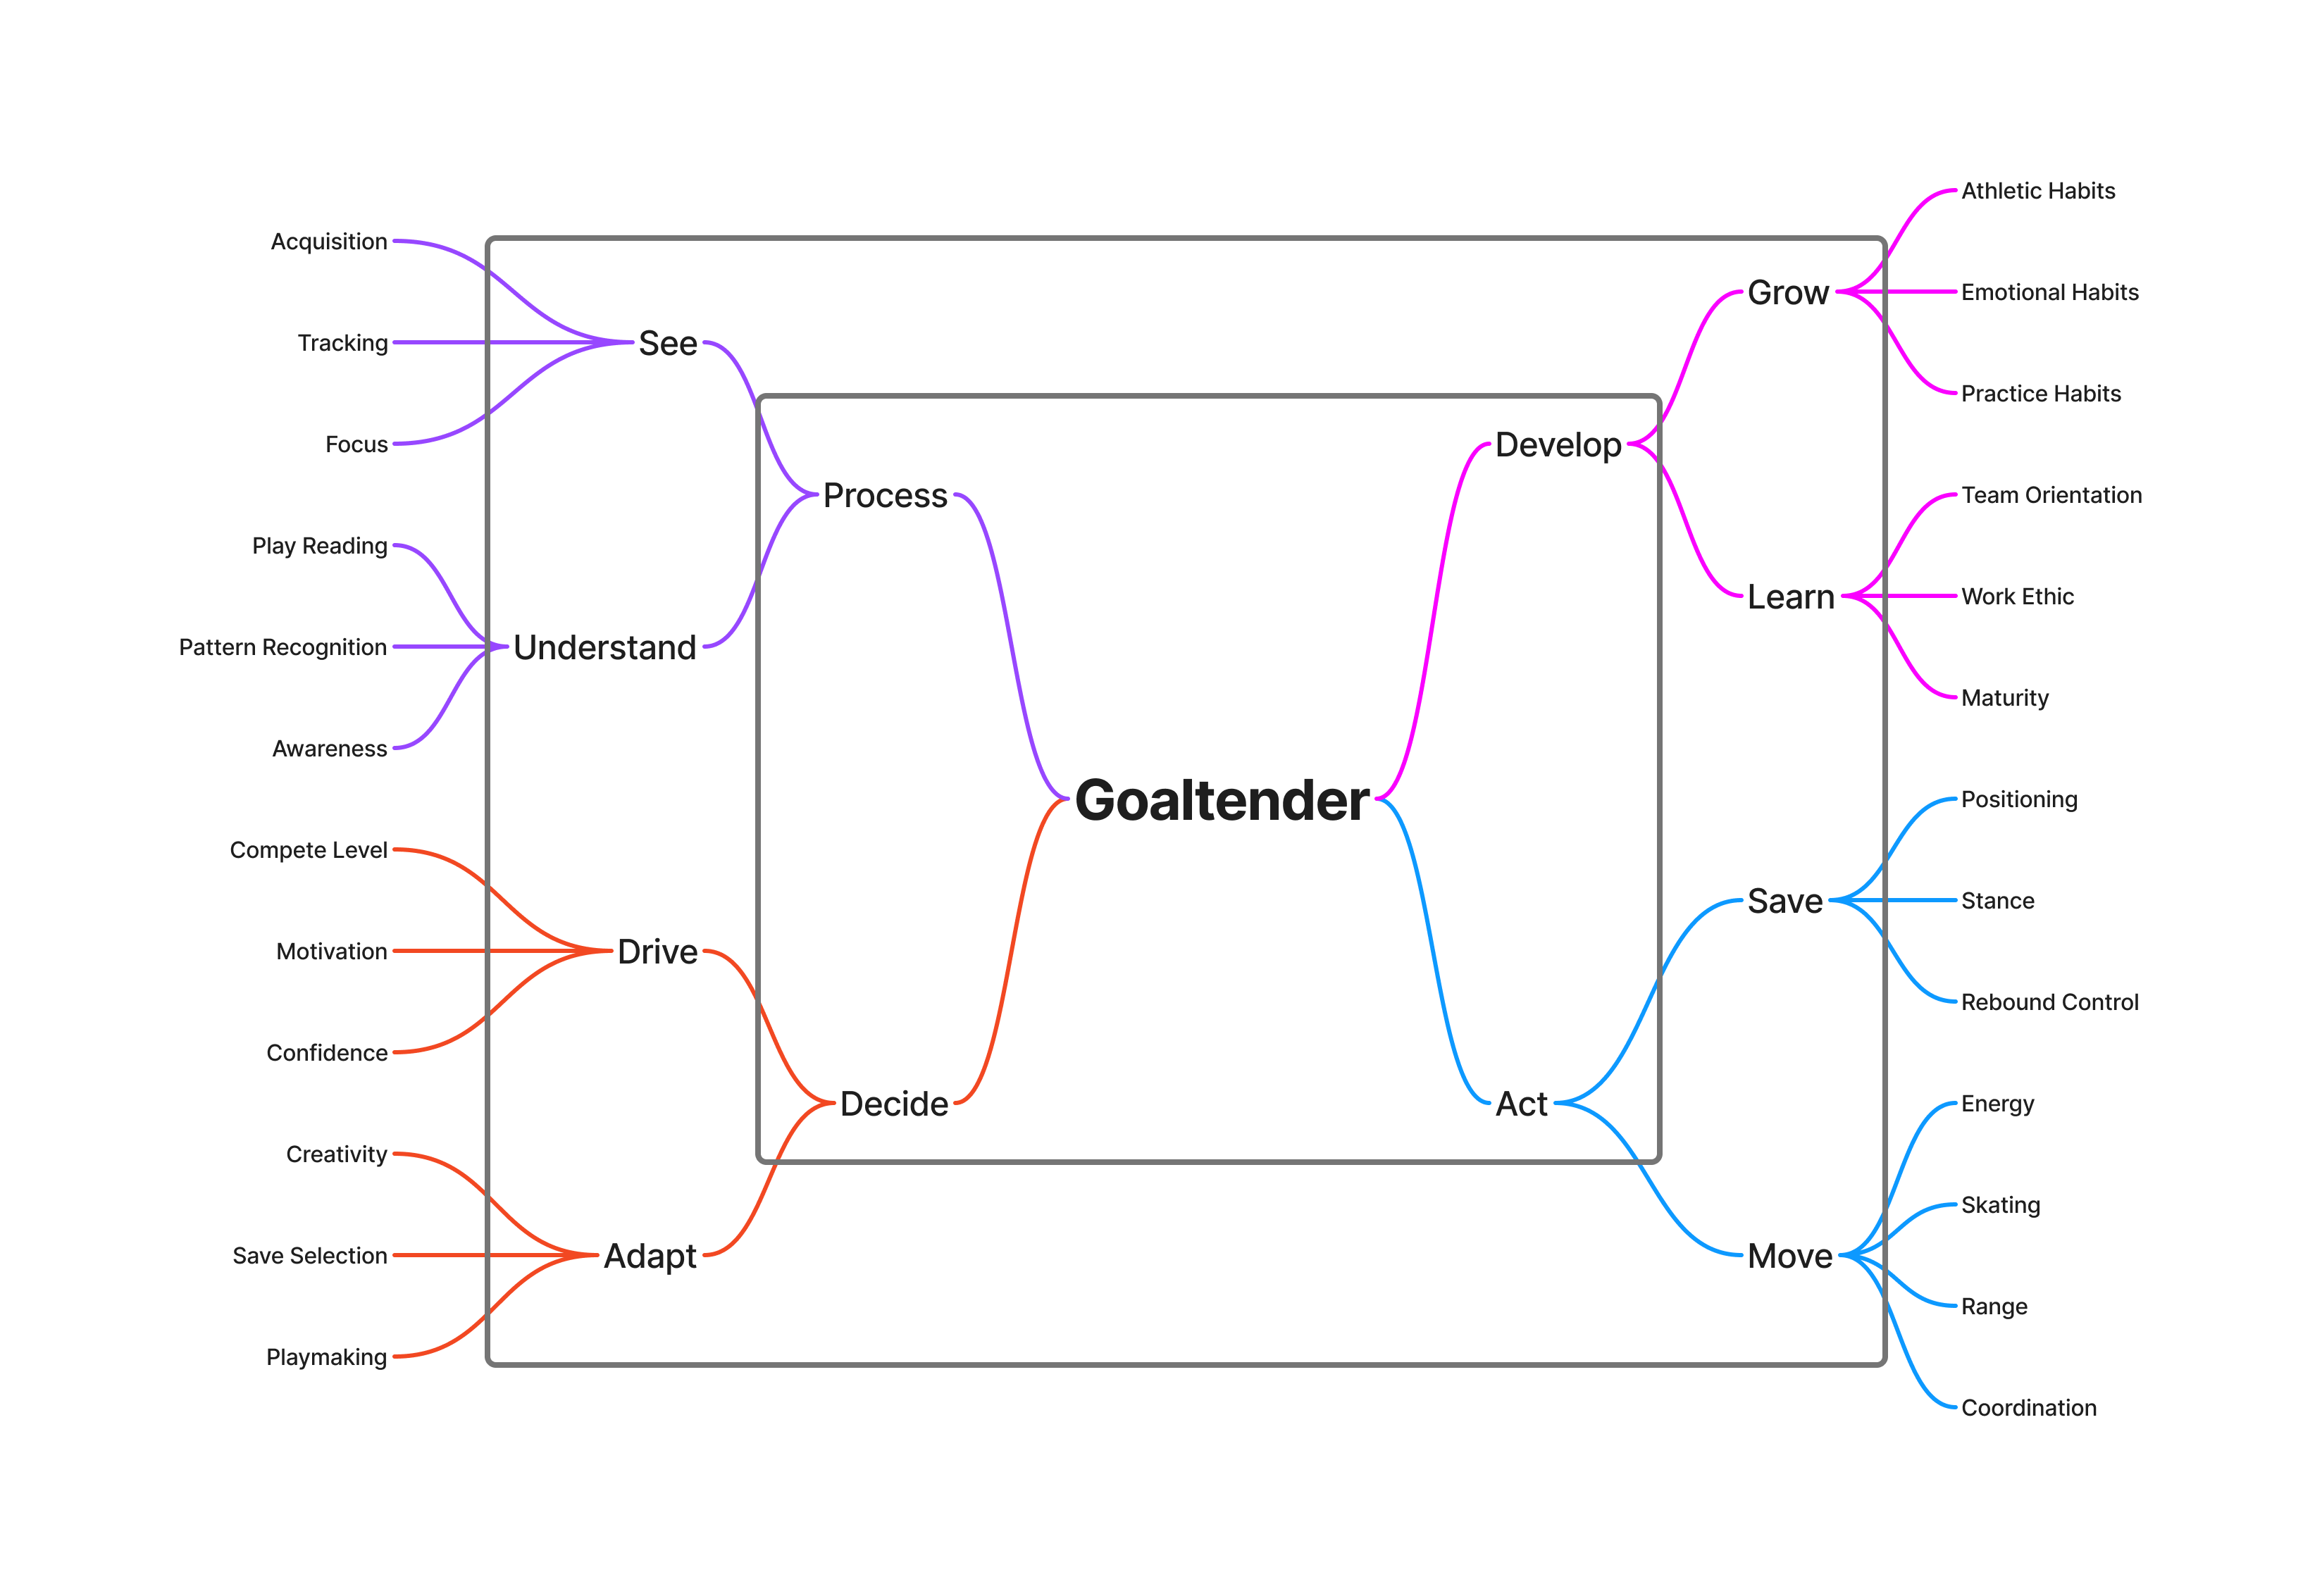 Goaltender
Process
See
Acquisition
Tracking
Focus
Understand
Play Reading
Pattern Recognition
Awareness
Decide
Drive
Compete Level
Motivation
Confidence
Adapt
Creativity
Save Selection
Playmaking
Develop
Grow
Athletic Habits
Emotional Habits
Practice Habits
Learn
Team Orientation
Work Ethic
Maturity
Act
Save
Positioning
Stance
Rebound Control
Move
Energy
Skating
Range
Coordination